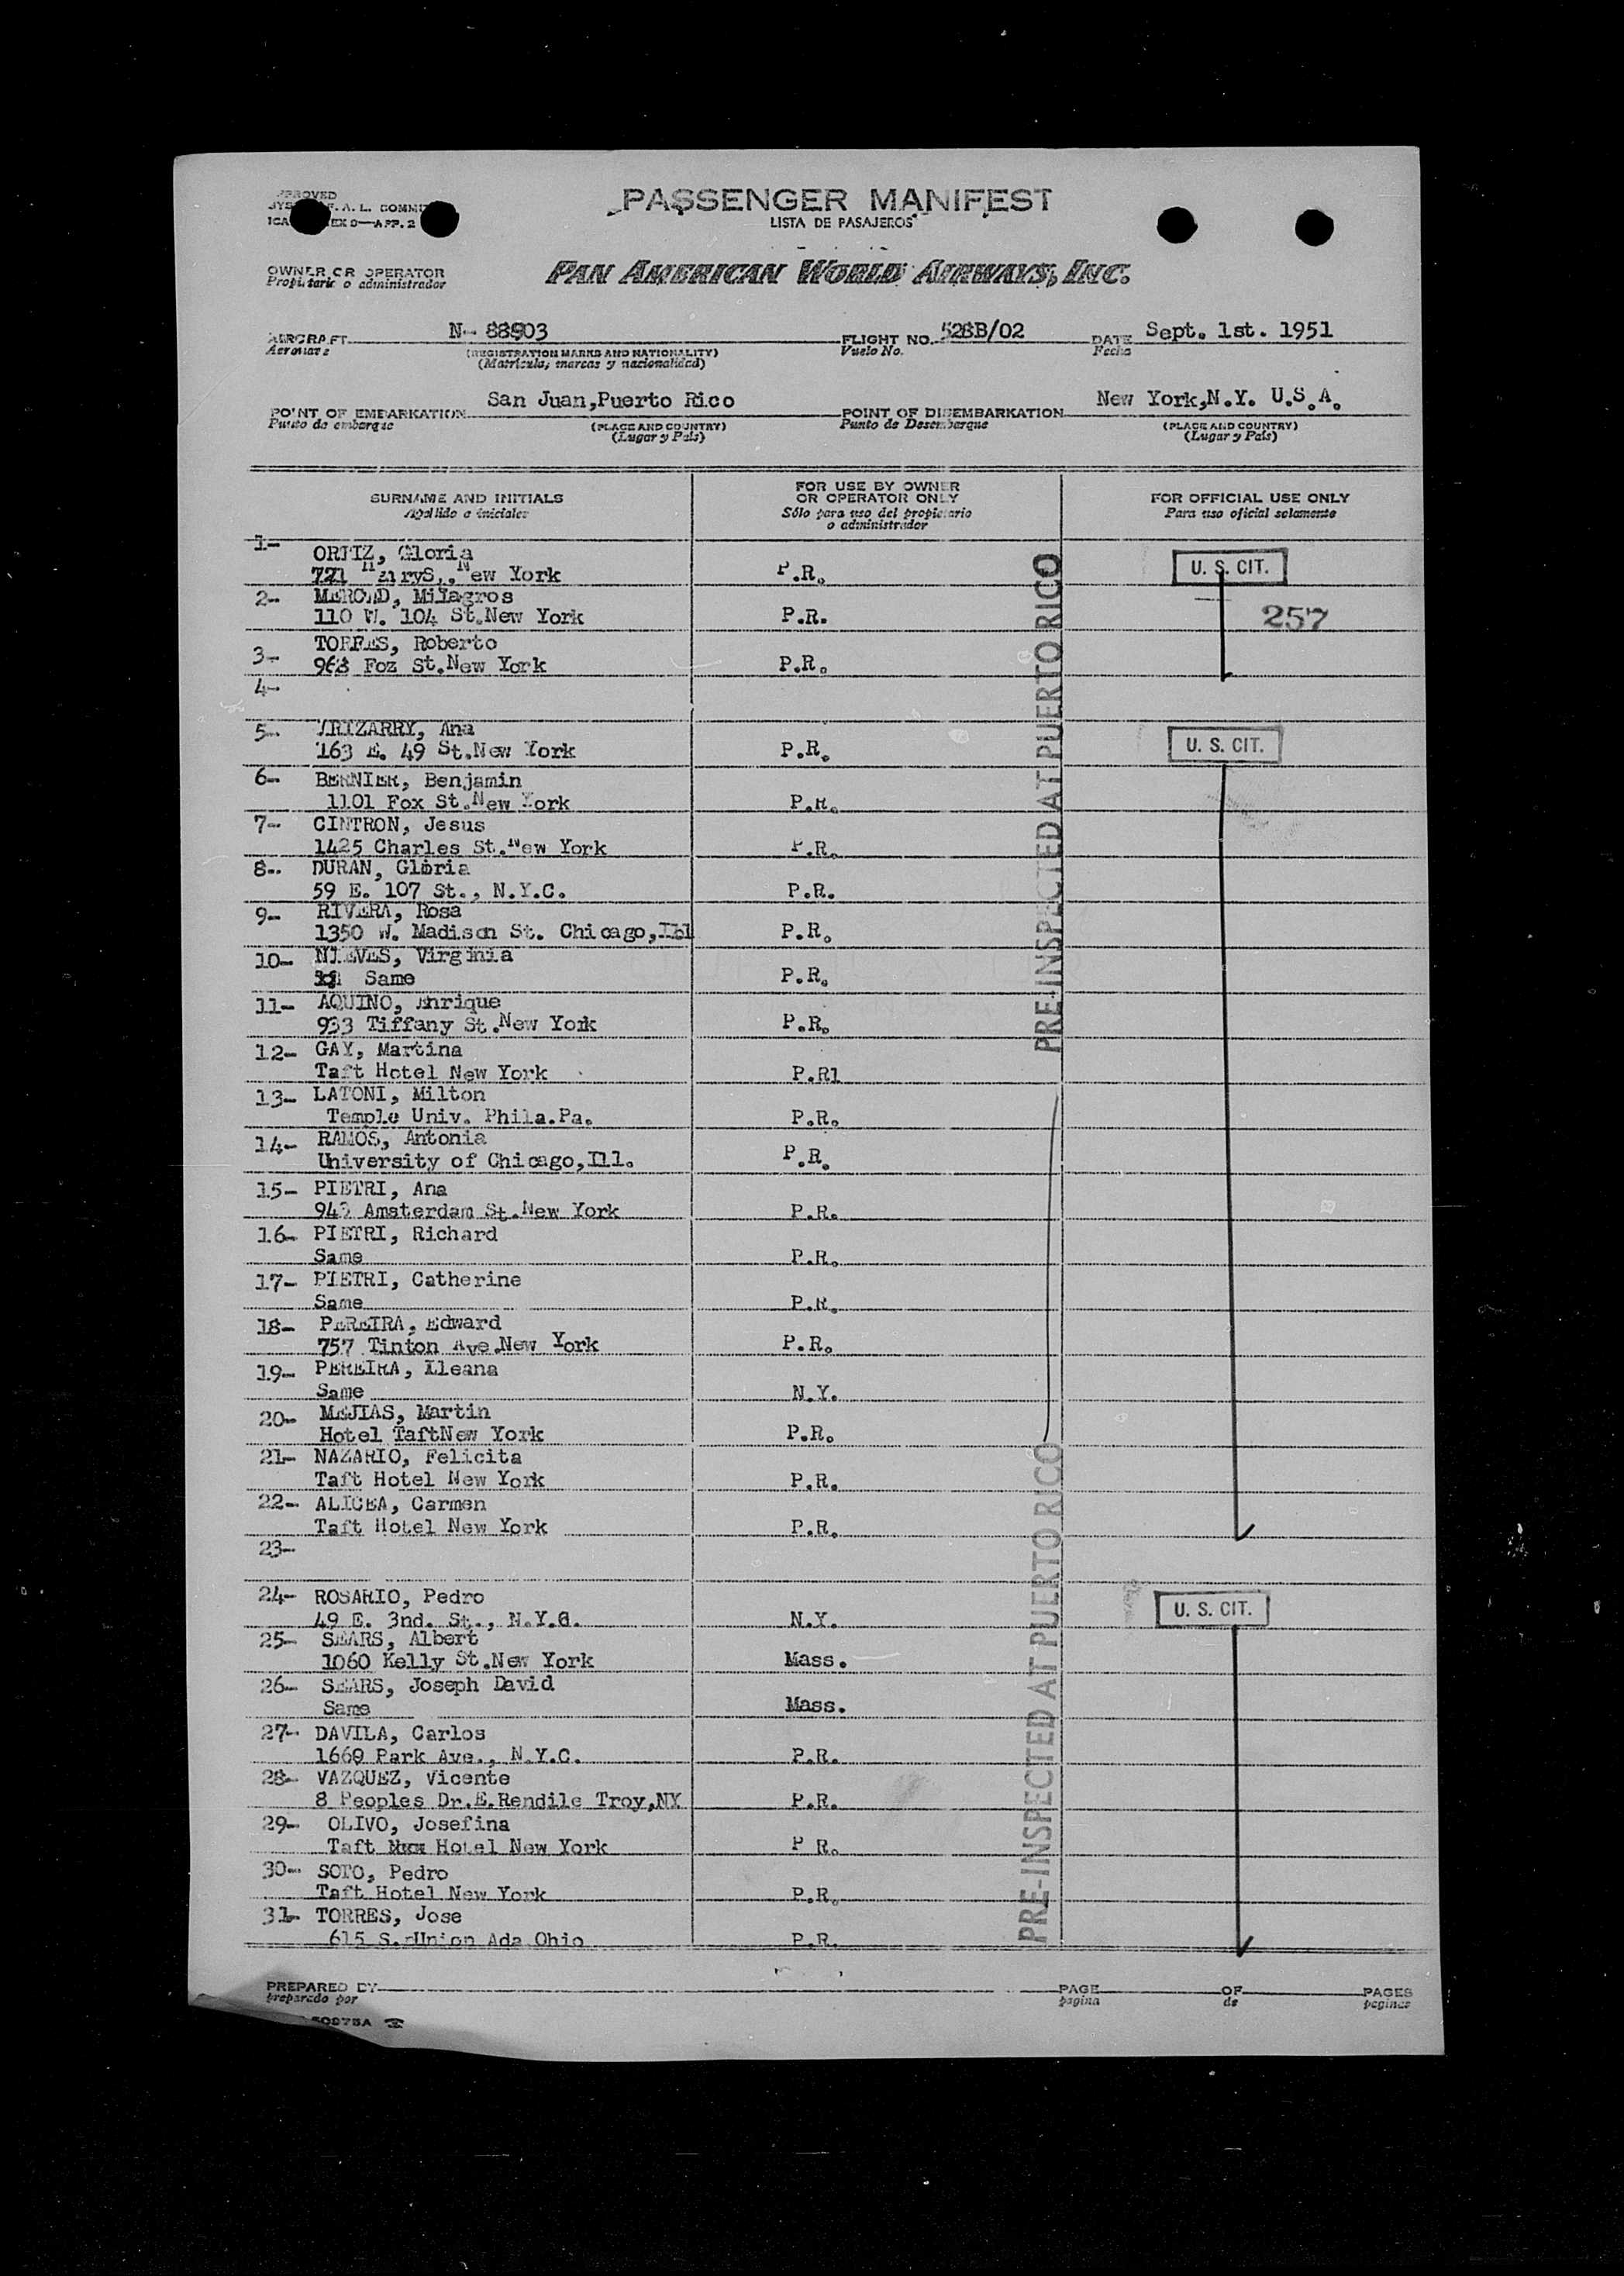 PASSENGER MANIFEST
LISTA DE PASAJEROS
OWNER OR OPERATOR
Propietario o administrador
PAN AMERICAN WORLD AIRWAYS, INC.
AIRCRAFT N- 88903 FLIGHT NO. 528B/02 DATE Sept. 1st. 1951
Aeronave (REGISTRATION MARKS AND NATIONALITY) Vuelo No. Fecha
(Matrícula, marcas y nacionalidad)
POINT OF EMBARKATION San Juan,Puerto Rico POINT OF DISEMBARKATION New York,N.Y. U.S.A.
Punto de embarque (PLACE AND COUNTRY) Punto de Desembarque (PLACE AND COUNTRY)
(Lugar y País) (Lugar y País)
SURNAME AND INITIALS FOR USE BY OWNER OR OPERATOR ONLY FOR OFFICIAL USE ONLY
Apellido e iniciales Sólo para uso del propietario o administrador Para uso oficial solamente
1- ORTIZ, Gloria
New York P.R. U. S. CIT.
2- MERCED, Milagros
110 W. 104 St.New York P.R. 257
3- TORRES, Roberto
963 Foz St.New York P.R.
4-
5- Ana
163 E. 49 St.New York P.R. U. S. CIT.
6- BERNIER, Benjamin
1101 Fox St.New York P.R.
7- CINTRON, Jesus
1425 Charles St.New York P.R.
8- DURAN, Gloria
59 E. 107 St., N.Y.C. P.R.
9- RIVERA, Rosa
1350 W. Madison St. Chicago,Ill P.R.
10- NIEVES, Virginia
Same P.R.
11- AQUINO, Enrique
933 Tiffany St.New York P.R.
12- GAY, Martina
Taft Hotel New York P.R1
13- LATONI, Milton
Temple Univ. Phila.Pa. P.R.
14- RAMOS, Antonia
University of Chicago,Ill. P.R.
15- PIETRI, Ana
943 Amsterdam St.New York P.R.
16- PIETRI, Richard
Same P.R.
17- PIETRI, Catherine
Same P.R.
18- PEREIRA, Edward
757 Tinton Ave.New York P.R.
19- PEREIRA, Ileana
Same N.Y.
20- MEJIAS, Martin
Hotel TaftNew York P.R.
21- NAZARIO, Felicita
Taft Hotel New York P.R.
22- ALICEA, Carmen
Taft Hotel New York P.R.
23-
24- ROSARIO, Pedro
49 E. 3nd. St., N.Y.C. N.Y. U. S. CIT.
25- SEARS, Albert
1060 Kelly St.New York Mass.
26- SEARS, Joseph David
Same Mass.
27- DAVILA, Carlos
1660 Park Ave., N.Y.C. P.R.
28- VAZQUEZ, Vicente
8 Peoples Dr.E.Rendile Troy,NY P.R.
29- OLIVO, Josefina
Taft Hotel New York P R.
30- SOTO, Pedro
Taft Hotel New York P.R.
31- TORRES, Jose
615 S. Union Ada Ohio P.R.
PRE-INSPECTED AT PUERTO RICO
PRE-INSPECTED AT PUERTO RICO
PREPARED BY PAGE OF PAGES
preparado por página de páginas